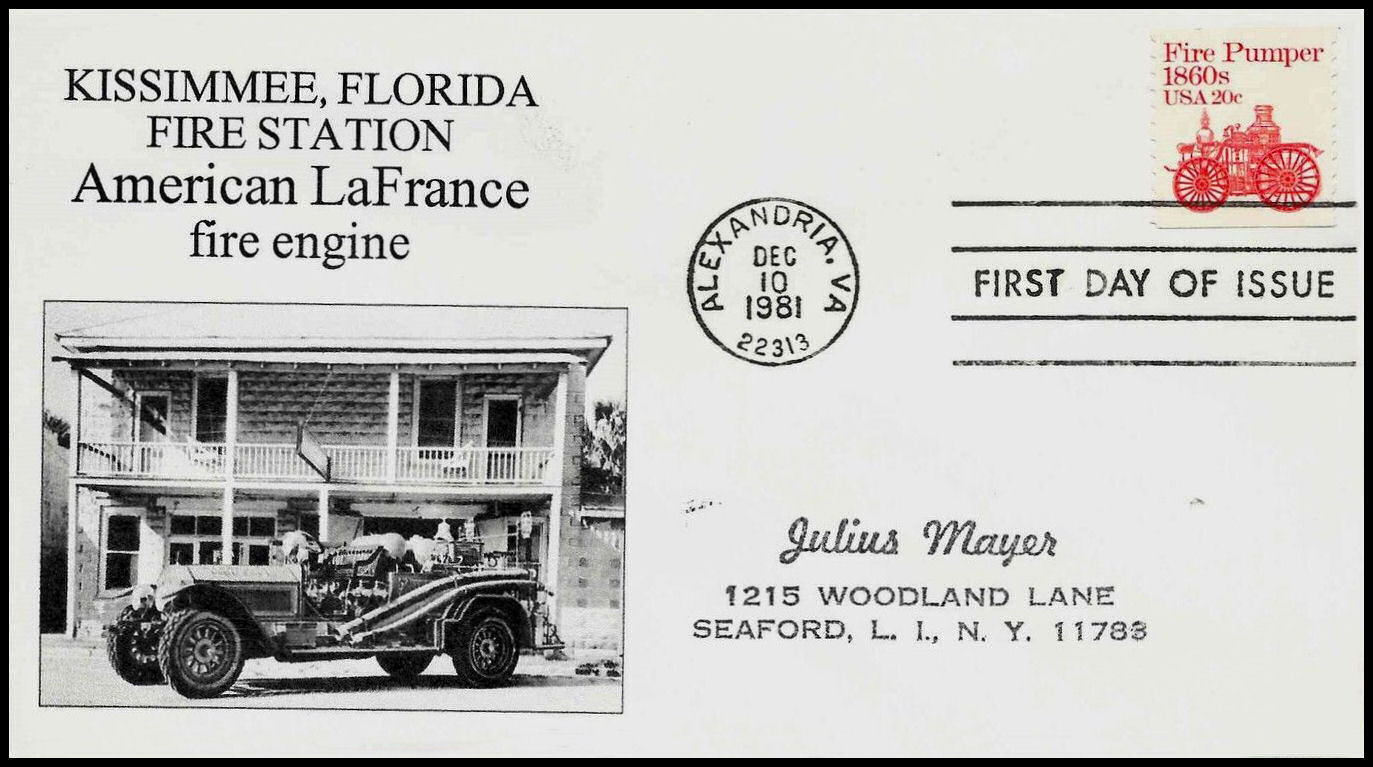 KISSIMMEE, FLORIDA
FIRE STATION
American LaFrance
fire engine
Fire Pumper
1860s
USA 20c
ALEXANDRIA, VA
DEC
10
1981
22313
FIRST DAY OF ISSUE
Julius Mayer
1215 WOODLAND LANE
SEAFORD, L. I., N. Y. 11783